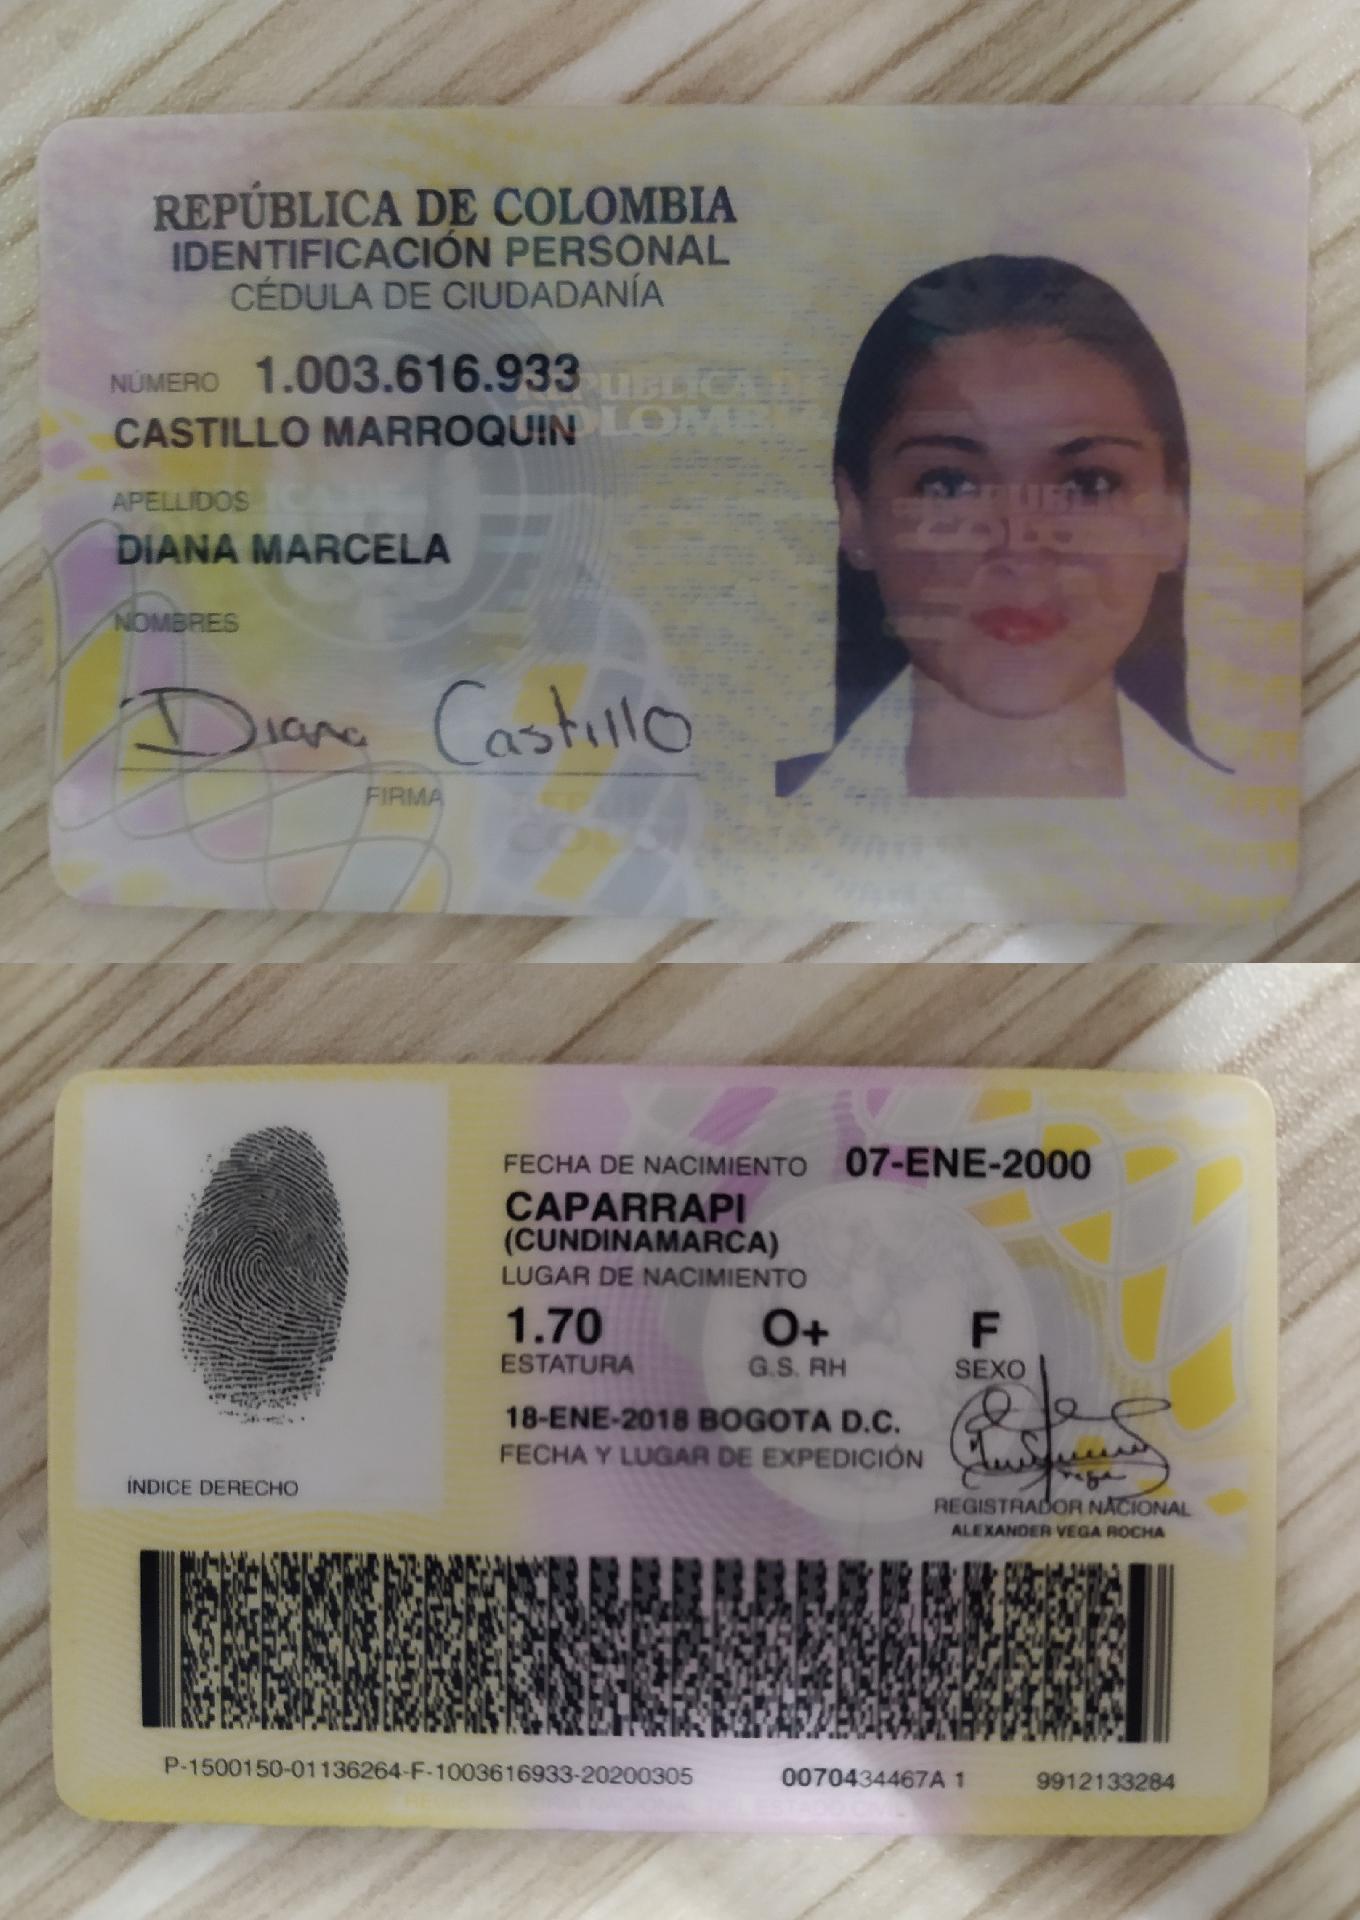 REPÚBLICA DE COLOMBIA
IDENTIFICACIÓN PERSONAL
CÉDULA DE CIUDADANÍA
NÚMERO 1.003.616.933
CASTILLO MARROQUIN
APELLIDOS
DIANA MARCELA
NOMBRES
Diana Castillo
FIRMA
REPUBLICA DE
COLOMBIA
FECHA DE NACIMIENTO 07-ENE-2000
CAPARRAPI
(CUNDINAMARCA)
LUGAR DE NACIMIENTO
1.70 O+ F
ESTATURA G.S. RH SEXO
18-ENE-2018 BOGOTA D.C.
FECHA Y LUGAR DE EXPEDICIÓN
ÍNDICE DERECHO
REGISTRADOR NACIONAL
ALEXANDER VEGA ROCHA
P-1500150-01136264-F-1003616933-20200305 0070434467A 1 9912133284